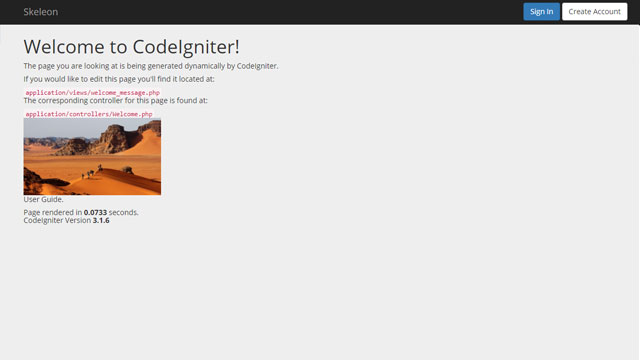 Skeleon
Sign In
Create Account
Welcome to CodeIgniter!
The page you are looking at is being generated dynamically by CodeIgniter.
If you would like to edit this page you'll find it located at:
application/views/welcome_message.php
The corresponding controller for this page is found at:
application/controllers/Welcome.php
User Guide.
Page rendered in 0.0733 seconds.
CodeIgniter Version 3.1.6